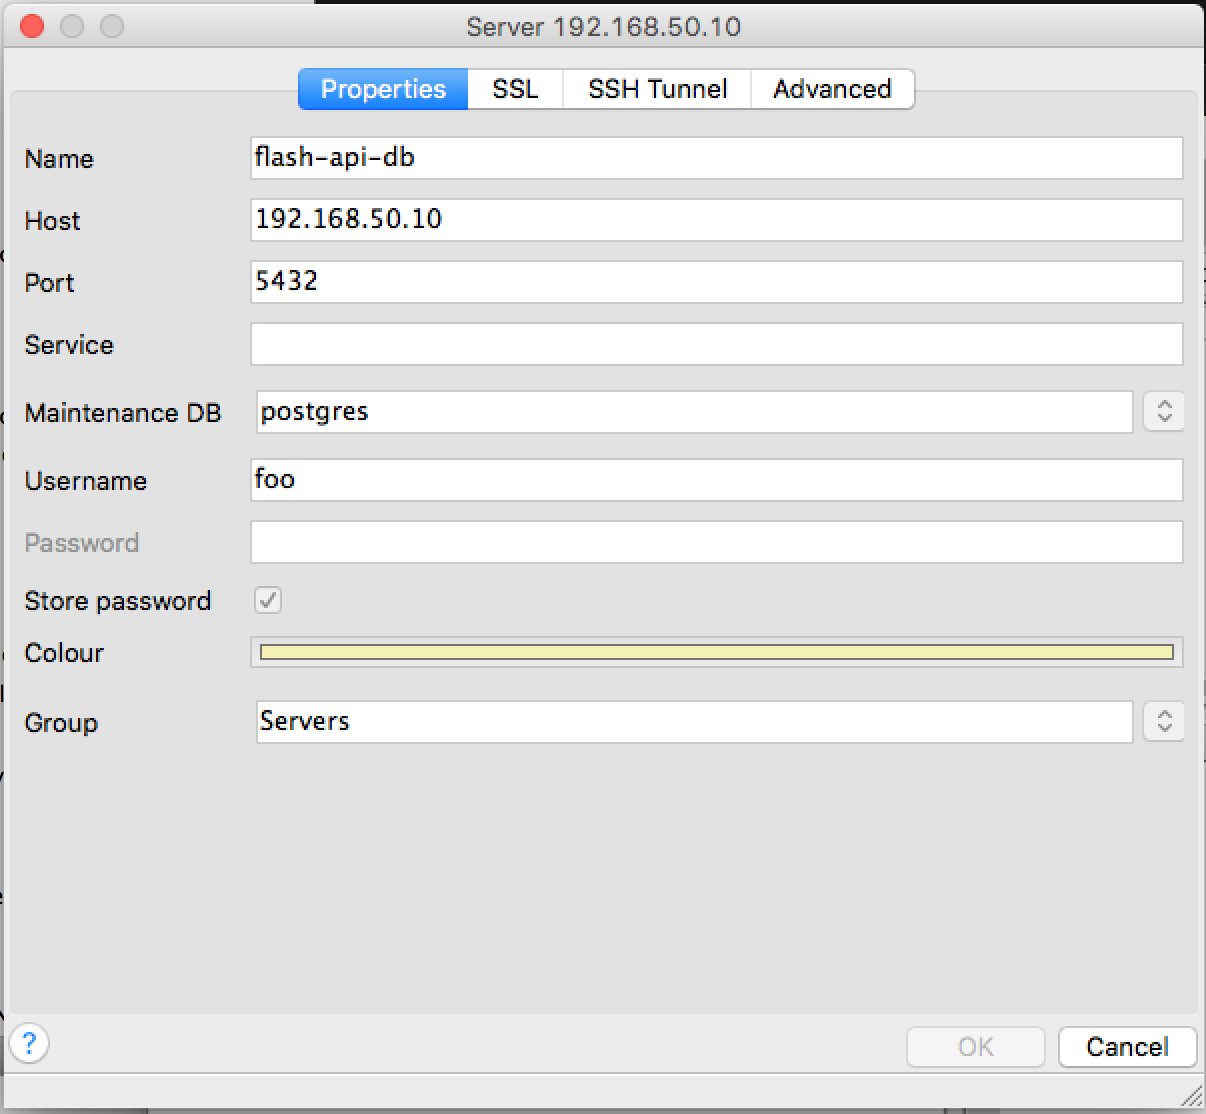 Server 192.168.50.10
Properties SSL SSH Tunnel Advanced
Name flash-api-db
Host 192.168.50.10
Port 5432
Service
Maintenance DB postgres
Username foo
Password
Store password
Colour
Group Servers
? OK Cancel